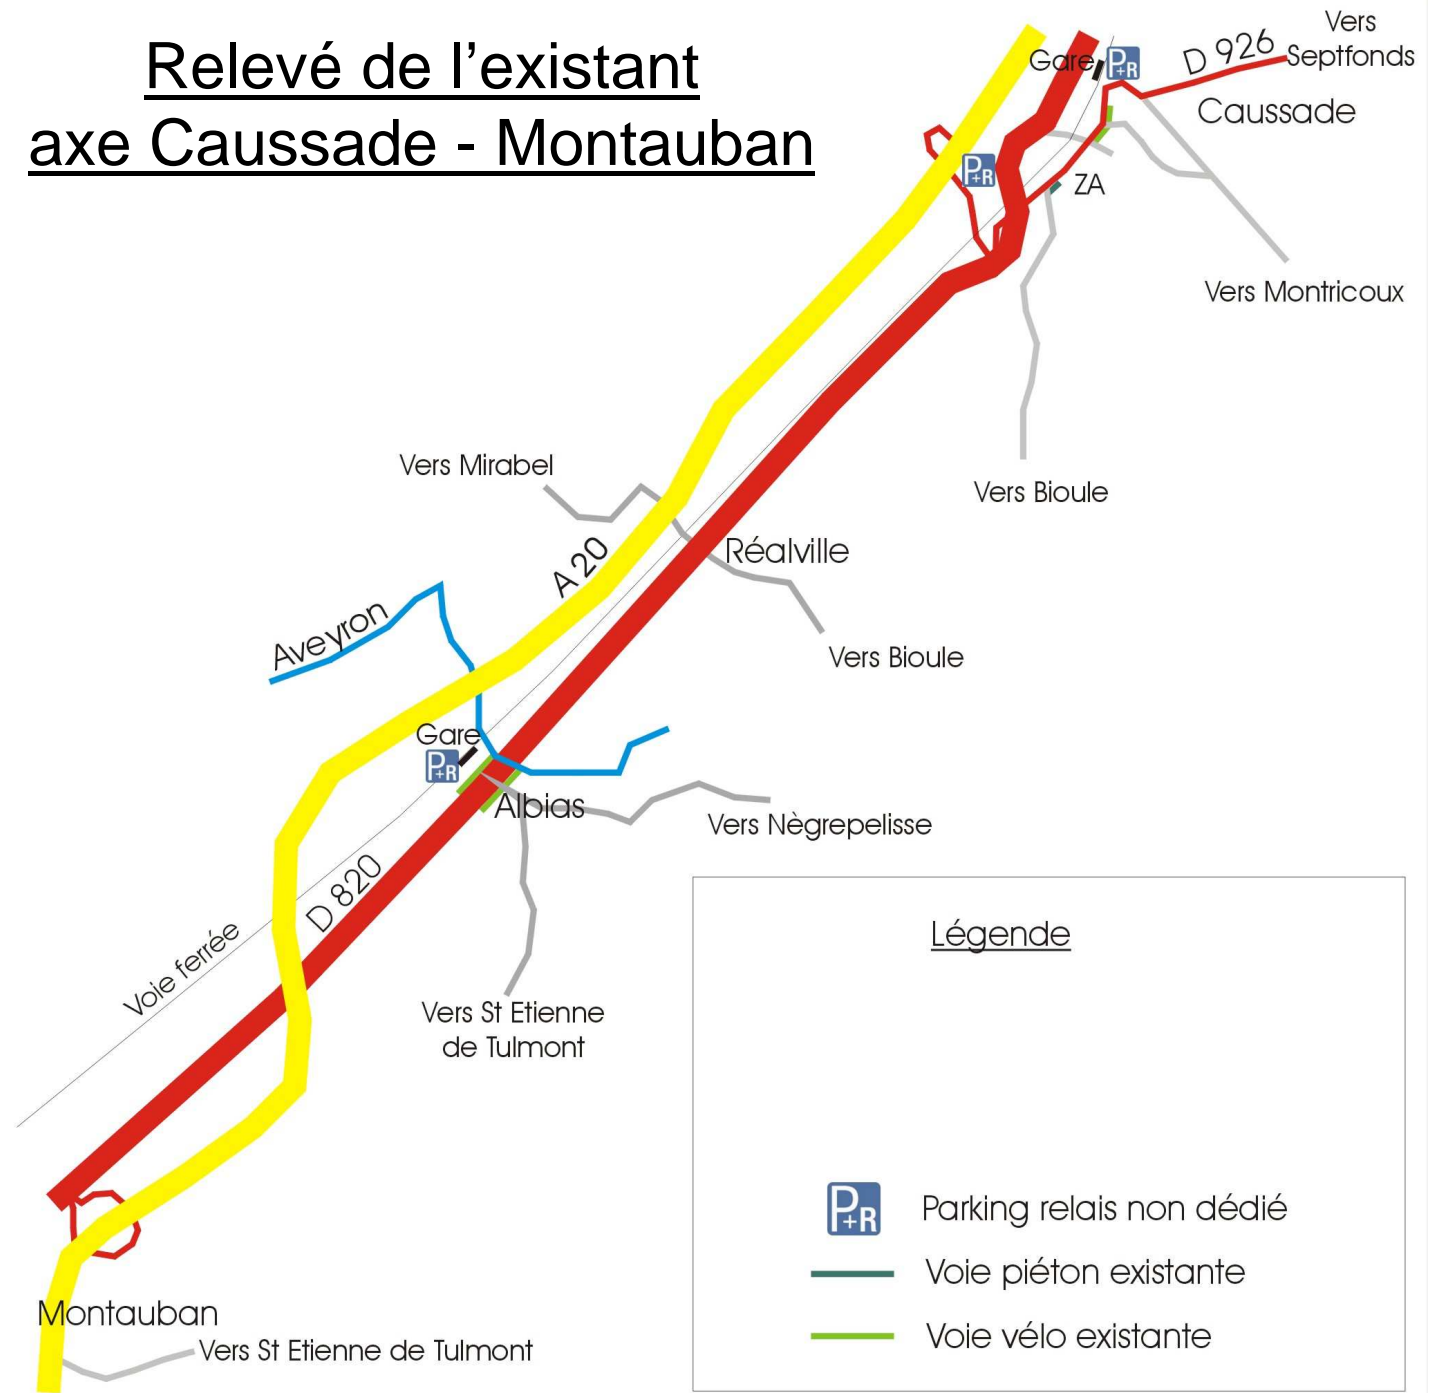 Relevé de l'existant
axe Caussade - Montauban
Vers
Septfonds
D 926
Gare
P+R
Caussade
P+R
ZA
Vers Montricoux
Vers Mirabel
Vers Bioule
A 20
Réalville
Aveyron
Vers Bioule
Gare
P+R
Albias
Vers Nègrepelisse
D 820
Voie ferrée
Légende
Vers St Etienne
de Tulmont
P+R
Parking relais non dédié
Voie piéton existante
Voie vélo existante
Montauban
Vers St Etienne de Tulmont